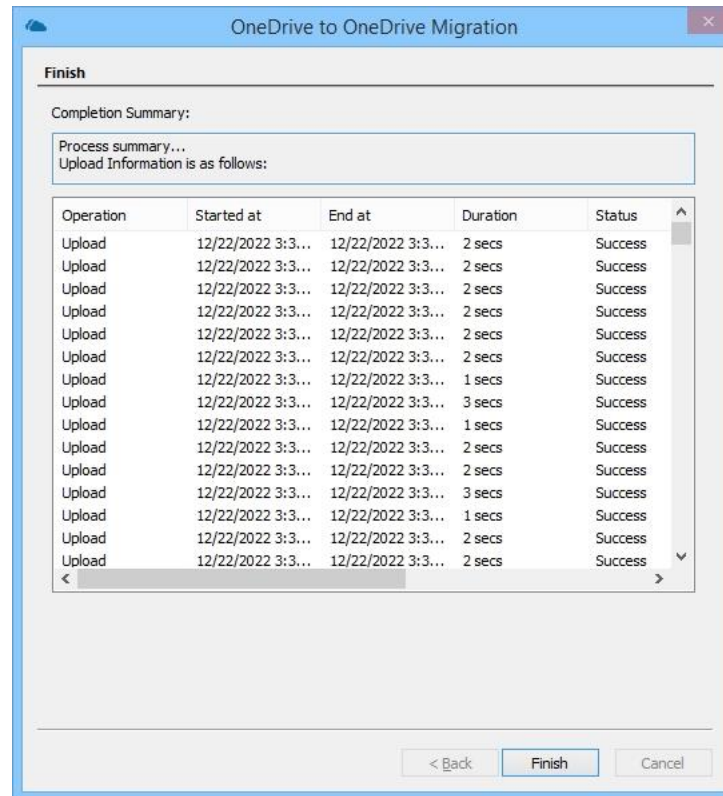 OneDrive to OneDrive Migration
Finish
Completion Summary:
Process summary...
Upload Information is as follows:
Operation Started at End at Duration Status
Upload 12/22/2022 3:3... 12/22/2022 3:3... 2 secs Success
Upload 12/22/2022 3:3... 12/22/2022 3:3... 2 secs Success
Upload 12/22/2022 3:3... 12/22/2022 3:3... 2 secs Success
Upload 12/22/2022 3:3... 12/22/2022 3:3... 2 secs Success
Upload 12/22/2022 3:3... 12/22/2022 3:3... 2 secs Success
Upload 12/22/2022 3:3... 12/22/2022 3:3... 2 secs Success
Upload 12/22/2022 3:3... 12/22/2022 3:3... 1 secs Success
Upload 12/22/2022 3:3... 12/22/2022 3:3... 3 secs Success
Upload 12/22/2022 3:3... 12/22/2022 3:3... 1 secs Success
Upload 12/22/2022 3:3... 12/22/2022 3:3... 2 secs Success
Upload 12/22/2022 3:3... 12/22/2022 3:3... 2 secs Success
Upload 12/22/2022 3:3... 12/22/2022 3:3... 3 secs Success
Upload 12/22/2022 3:3... 12/22/2022 3:3... 1 secs Success
Upload 12/22/2022 3:3... 12/22/2022 3:3... 2 secs Success
Upload 12/22/2022 3:3... 12/22/2022 3:3... 2 secs Success
< Back Finish Cancel